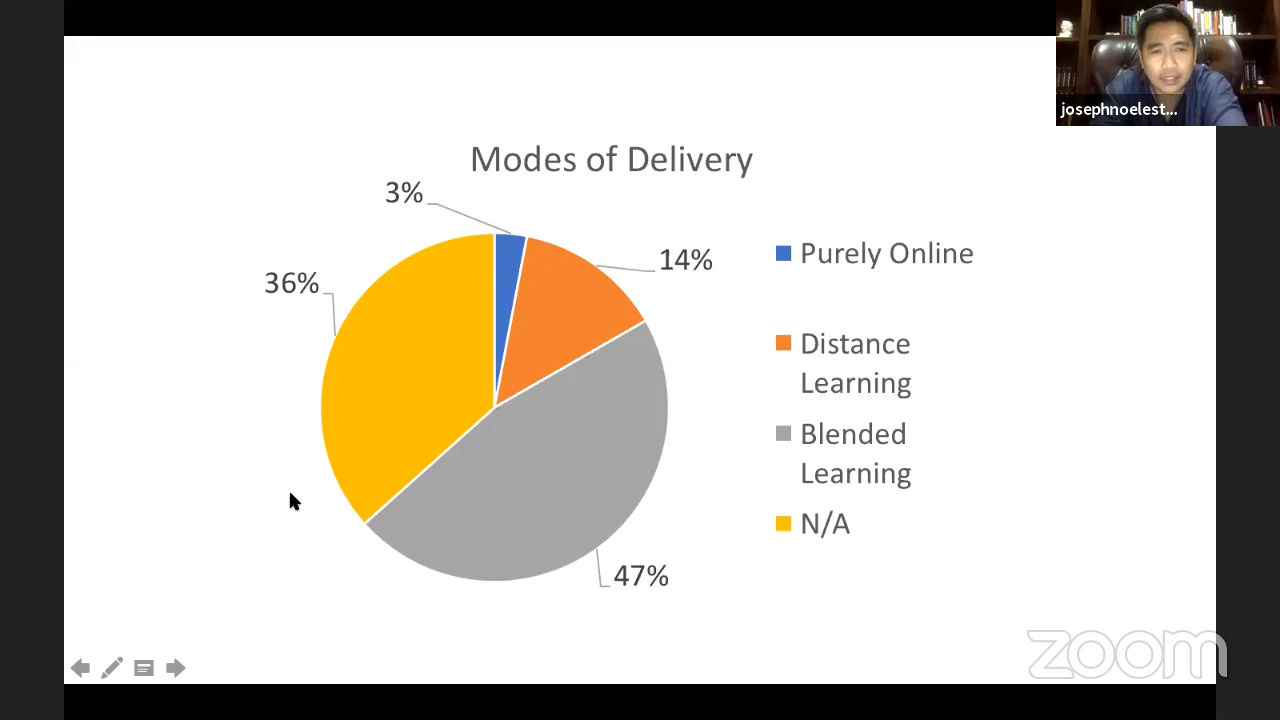 josephnoelest...
Modes of Delivery
3%
14%
36%
47%
Purely Online
Distance
Learning
Blended
Learning
N/A
zoom